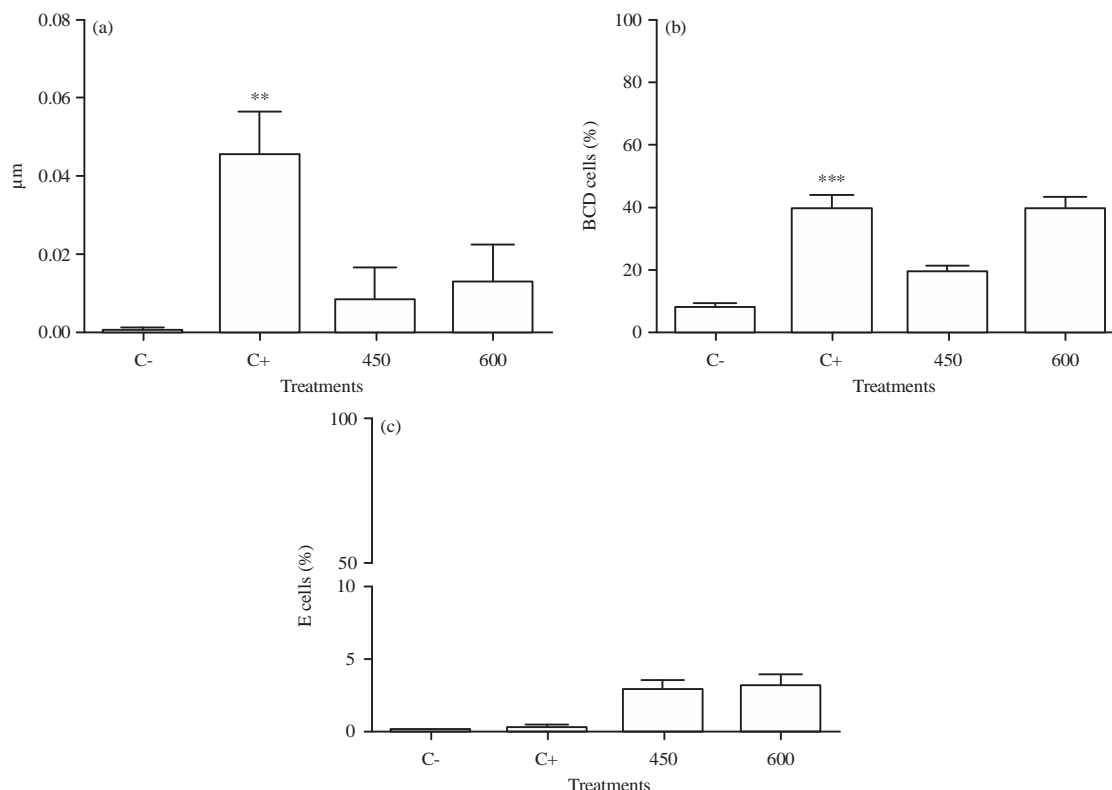 (a)
0.08
0.06
0.04
0.02
0.00
µm
**
C- C+ 450 600
Treatments
(b)
100
80
60
40
20
0
BCD cells (%)
***
C- C+ 450 600
Treatments
(c)
100
50
10
5
0
E cells (%)
C- C+ 450 600
Treatments